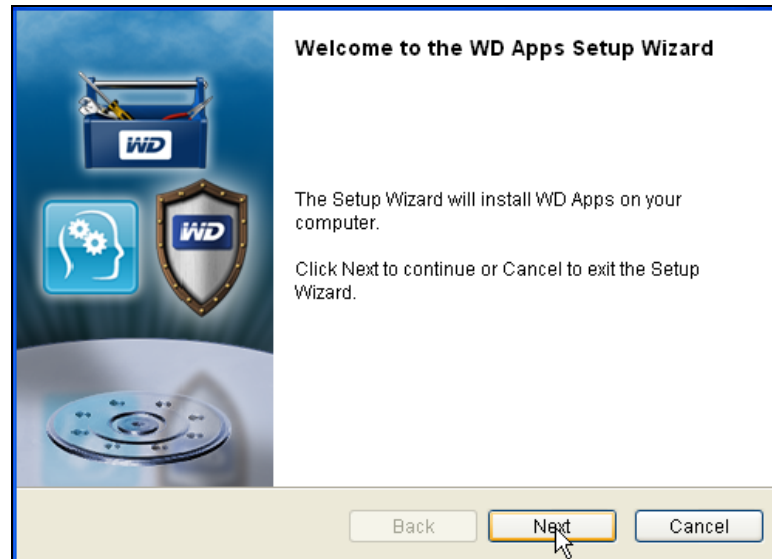 Welcome to the WD Apps Setup Wizard
WD
WD
The Setup Wizard will install WD Apps on your
computer.
Click Next to continue or Cancel to exit the Setup
Wizard.
Back Next Cancel